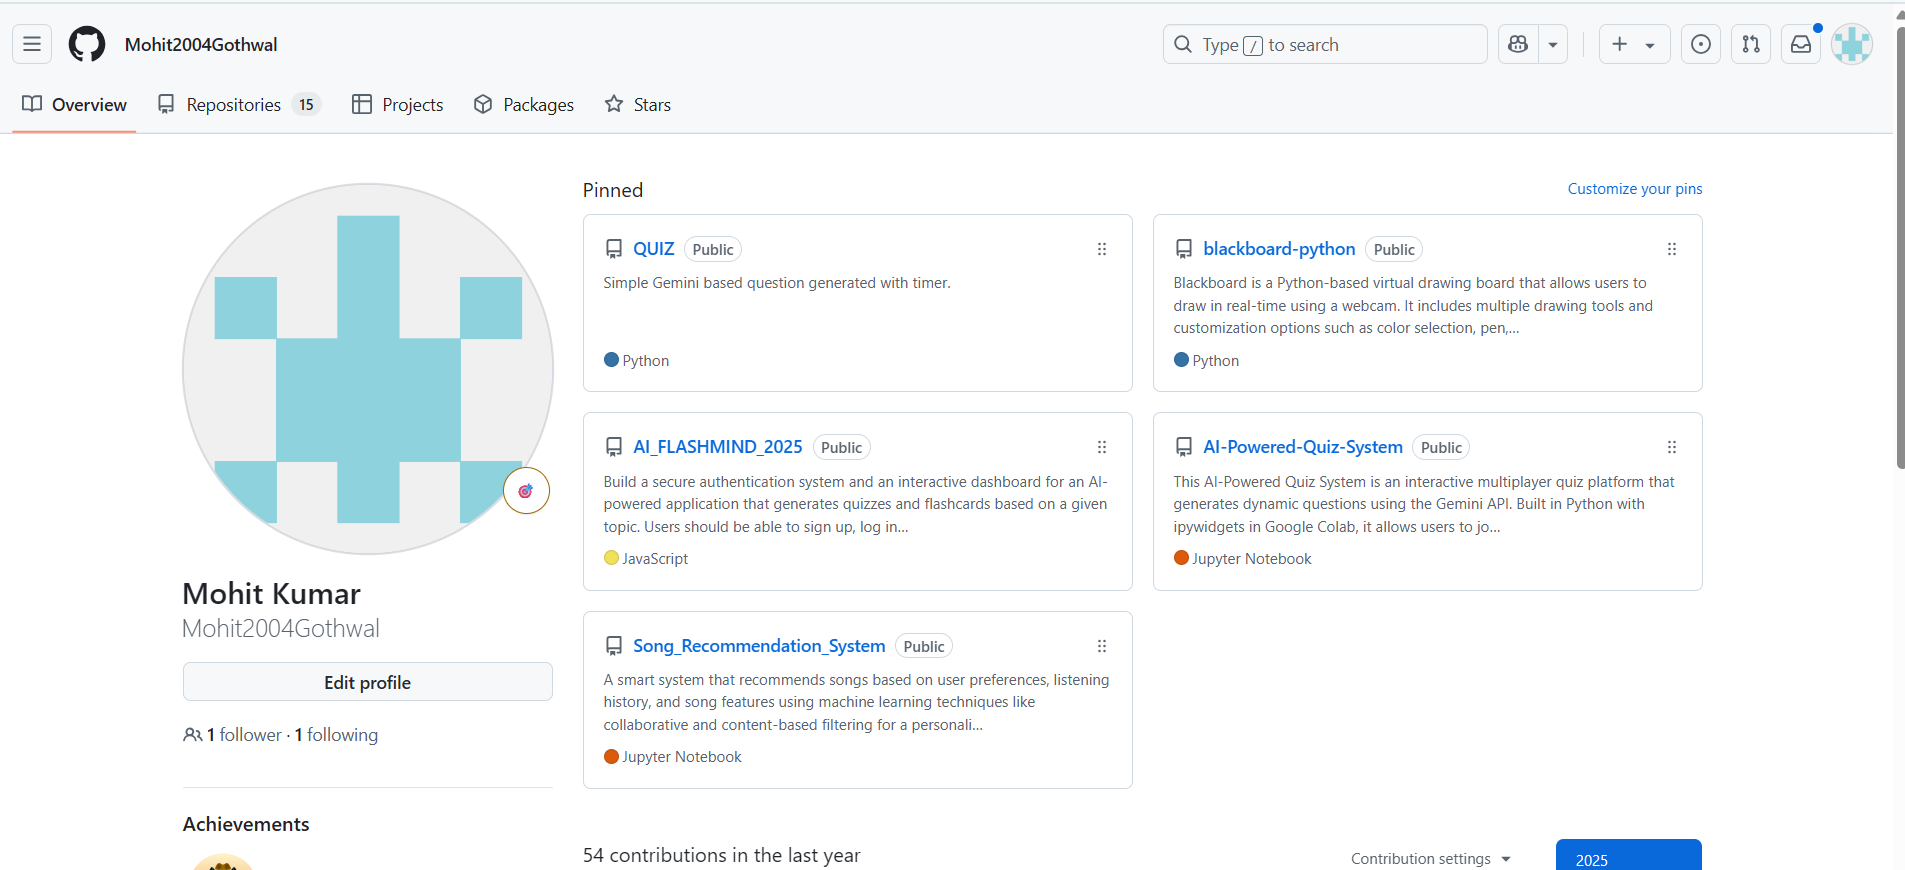 Mohit2004Gothwal
Type / to search
Overview
Repositories 15
Projects
Packages
Stars
Mohit Kumar
Mohit2004Gothwal
Edit profile
1 follower · 1 following
Achievements
Pinned
Customize your pins
QUIZ Public
Simple Gemini based question generated with timer.
Python
blackboard-python Public
Blackboard is a Python-based virtual drawing board that allows users to
draw in real-time using a webcam. It includes multiple drawing tools and
customization options such as color selection, pen,...
Python
AI_FLASHMIND_2025 Public
Build a secure authentication system and an interactive dashboard for an AI-
powered application that generates quizzes and flashcards based on a given
topic. Users should be able to sign up, log in...
JavaScript
AI-Powered-Quiz-System Public
This AI-Powered Quiz System is an interactive multiplayer quiz platform that
generates dynamic questions using the Gemini API. Built in Python with
ipywidgets in Google Colab, it allows users to jo...
Jupyter Notebook
Song_Recommendation_System Public
A smart system that recommends songs based on user preferences, listening
history, and song features using machine learning techniques like
collaborative and content-based filtering for a personali...
Jupyter Notebook
54 contributions in the last year
Contribution settings
2025